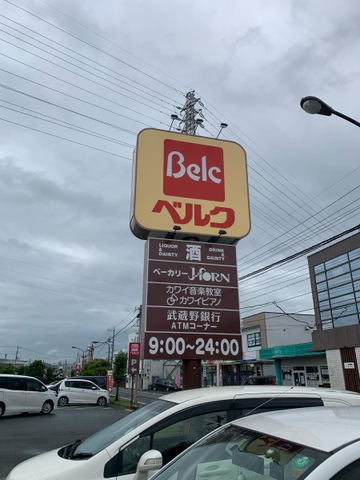 Belc
ベルク
LIQUOR & DAINTY 酒 DRINK & DAINTY
ベーカリー HORN
カワイ音楽教室
カワイピアノ
武蔵野銀行
ATMコーナー
9:00~24:00
P